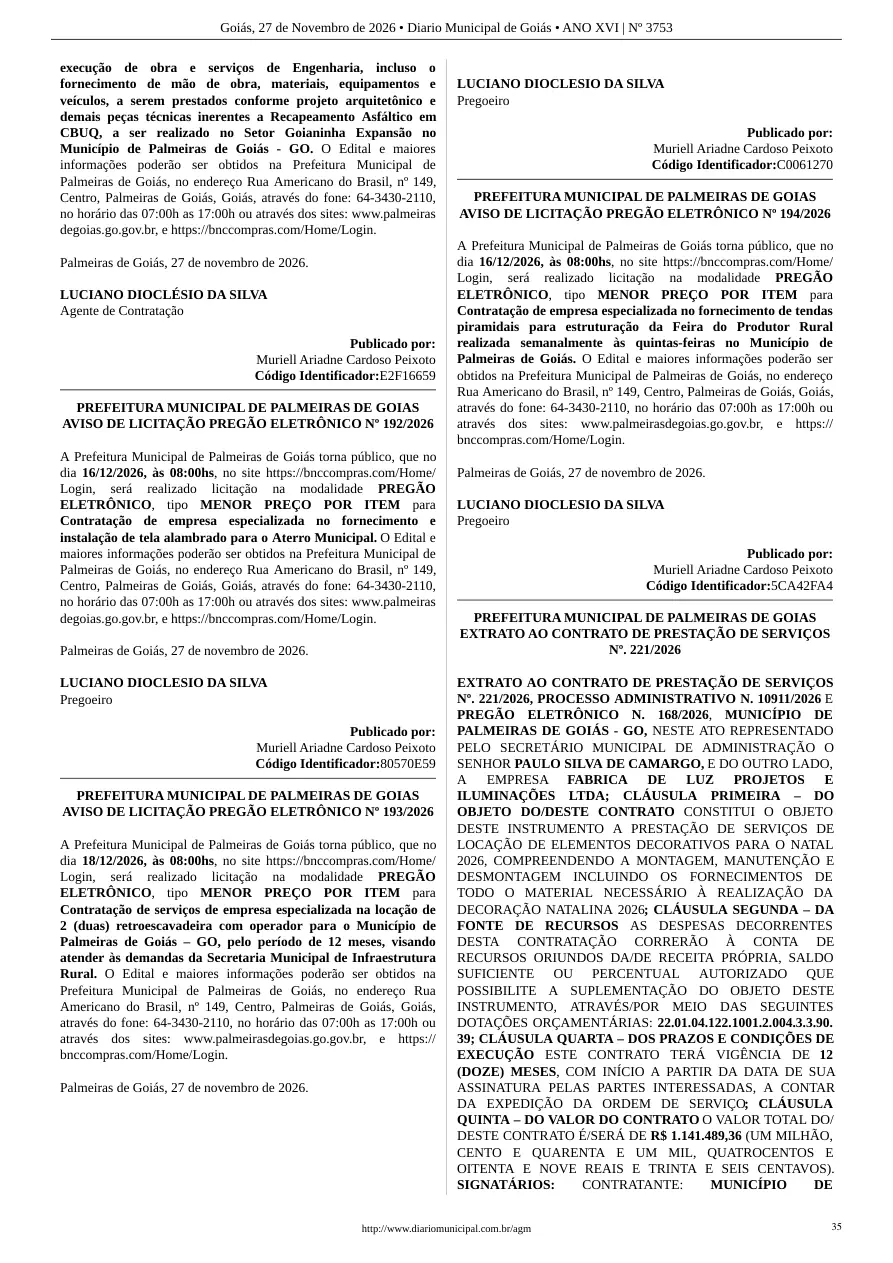 Goiás, 27 de Novembro de 2026 • Diario Municipal de Goiás • ANO XVI | Nº 3753
execução de obra e serviços de Engenharia, incluso o
fornecimento de mão de obra, materiais, equipamentos e
veículos, a serem prestados conforme projeto arquitetônico e
demais peças técnicas inerentes a Recapeamento Asfáltico em
CBUQ, a ser realizado no Setor Goianinha Expansão no
Município de Palmeiras de Goiás - GO. O Edital e maiores
informações poderão ser obtidos na Prefeitura Municipal de
Palmeiras de Goiás, no endereço Rua Americano do Brasil, nº 149,
Centro, Palmeiras de Goiás, Goiás, através do fone: 64-3430-2110,
no horário das 07:00h as 17:00h ou através dos sites: www.palmeiras
degoias.go.gov.br, e https://bnccompras.com/Home/Login.
Palmeiras de Goiás, 27 de novembro de 2026.
LUCIANO DIOCLÉSIO DA SILVA
Agente de Contratação
Publicado por:
Muriell Ariadne Cardoso Peixoto
Código Identificador:E2F16659
PREFEITURA MUNICIPAL DE PALMEIRAS DE GOIAS
AVISO DE LICITAÇÃO PREGÃO ELETRÔNICO Nº 192/2026
A Prefeitura Municipal de Palmeiras de Goiás torna público, que no
dia 16/12/2026, às 08:00hs, no site https://bnccompras.com/Home/
Login, será realizado licitação na modalidade PREGÃO
ELETRÔNICO, tipo MENOR PREÇO POR ITEM para
Contratação de empresa especializada no fornecimento e
instalação de tela alambrado para o Aterro Municipal. O Edital e
maiores informações poderão ser obtidos na Prefeitura Municipal de
Palmeiras de Goiás, no endereço Rua Americano do Brasil, nº 149,
Centro, Palmeiras de Goiás, Goiás, através do fone: 64-3430-2110,
no horário das 07:00h as 17:00h ou através dos sites: www.palmeiras
degoias.go.gov.br, e https://bnccompras.com/Home/Login.
Palmeiras de Goiás, 27 de novembro de 2026.
LUCIANO DIOCLESIO DA SILVA
Pregoeiro
Publicado por:
Muriell Ariadne Cardoso Peixoto
Código Identificador:80570E59
PREFEITURA MUNICIPAL DE PALMEIRAS DE GOIAS
AVISO DE LICITAÇÃO PREGÃO ELETRÔNICO Nº 193/2026
A Prefeitura Municipal de Palmeiras de Goiás torna público, que no
dia 18/12/2026, às 08:00hs, no site https://bnccompras.com/Home/
Login, será realizado licitação na modalidade PREGÃO
ELETRÔNICO, tipo MENOR PREÇO POR ITEM para
Contratação de serviços de empresa especializada na locação de
2 (duas) retroescavadeira com operador para o Município de
Palmeiras de Goiás – GO, pelo período de 12 meses, visando
atender às demandas da Secretaria Municipal de Infraestrutura
Rural. O Edital e maiores informações poderão ser obtidos na
Prefeitura Municipal de Palmeiras de Goiás, no endereço Rua
Americano do Brasil, nº 149, Centro, Palmeiras de Goiás, Goiás,
através do fone: 64-3430-2110, no horário das 07:00h as 17:00h ou
através dos sites: www.palmeirasdegoias.go.gov.br, e https://
bnccompras.com/Home/Login.
Palmeiras de Goiás, 27 de novembro de 2026.
LUCIANO DIOCLESIO DA SILVA
Pregoeiro
Publicado por:
Muriell Ariadne Cardoso Peixoto
Código Identificador:C0061270
PREFEITURA MUNICIPAL DE PALMEIRAS DE GOIAS
AVISO DE LICITAÇÃO PREGÃO ELETRÔNICO Nº 194/2026
A Prefeitura Municipal de Palmeiras de Goiás torna público, que no
dia 16/12/2026, às 08:00hs, no site https://bnccompras.com/Home/
Login, será realizado licitação na modalidade PREGÃO
ELETRÔNICO, tipo MENOR PREÇO POR ITEM para
Contratação de empresa especializada no fornecimento de tendas
piramidais para estruturação da Feira do Produtor Rural
realizada semanalmente às quintas-feiras no Município de
Palmeiras de Goiás. O Edital e maiores informações poderão ser
obtidos na Prefeitura Municipal de Palmeiras de Goiás, no endereço
Rua Americano do Brasil, nº 149, Centro, Palmeiras de Goiás, Goiás,
através do fone: 64-3430-2110, no horário das 07:00h as 17:00h ou
através dos sites: www.palmeirasdegoias.go.gov.br, e https://
bnccompras.com/Home/Login.
Palmeiras de Goiás, 27 de novembro de 2026.
LUCIANO DIOCLESIO DA SILVA
Pregoeiro
Publicado por:
Muriell Ariadne Cardoso Peixoto
Código Identificador:5CA42FA4
PREFEITURA MUNICIPAL DE PALMEIRAS DE GOIAS
EXTRATO AO CONTRATO DE PRESTAÇÃO DE SERVIÇOS
Nº. 221/2026
EXTRATO AO CONTRATO DE PRESTAÇÃO DE SERVIÇOS
Nº. 221/2026, PROCESSO ADMINISTRATIVO N. 10911/2026 E
PREGÃO ELETRÔNICO N. 168/2026, MUNICÍPIO DE
PALMEIRAS DE GOIÁS - GO, NESTE ATO REPRESENTADO
PELO SECRETÁRIO MUNICIPAL DE ADMINISTRAÇÃO O
SENHOR PAULO SILVA DE CAMARGO, E DO OUTRO LADO,
A EMPRESA FABRICA DE LUZ PROJETOS E
ILUMINAÇÕES LTDA; CLÁUSULA PRIMEIRA – DO
OBJETO DO/DESTE CONTRATO CONSTITUI O OBJETO
DESTE INSTRUMENTO A PRESTAÇÃO DE SERVIÇOS DE
LOCAÇÃO DE ELEMENTOS DECORATIVOS PARA O NATAL
2026, COMPREENDENDO A MONTAGEM, MANUTENÇÃO E
DESMONTAGEM INCLUINDO OS FORNECIMENTOS DE
TODO O MATERIAL NECESSÁRIO À REALIZAÇÃO DA
DECORAÇÃO NATALINA 2026; CLÁUSULA SEGUNDA – DA
FONTE DE RECURSOS AS DESPESAS DECORRENTES
DESTA CONTRATAÇÃO CORRERÃO À CONTA DE
RECURSOS ORIUNDOS DA/DE RECEITA PRÓPRIA, SALDO
SUFICIENTE OU PERCENTUAL AUTORIZADO QUE
POSSIBILITE A SUPLEMENTAÇÃO DO OBJETO DESTE
INSTRUMENTO, ATRAVÉS/POR MEIO DAS SEGUINTES
DOTAÇÕES ORÇAMENTÁRIAS: 22.01.04.122.1001.2.004.3.3.90.
39; CLÁUSULA QUARTA – DOS PRAZOS E CONDIÇÕES DE
EXECUÇÃO ESTE CONTRATO TERÁ VIGÊNCIA DE 12
(DOZE) MESES, COM INÍCIO A PARTIR DA DATA DE SUA
ASSINATURA PELAS PARTES INTERESSADAS, A CONTAR
DA EXPEDIÇÃO DA ORDEM DE SERVIÇO; CLÁUSULA
QUINTA – DO VALOR DO CONTRATO O VALOR TOTAL DO/
DESTE CONTRATO É/SERÁ DE R$ 1.141.489,36 (UM MILHÃO,
CENTO E QUARENTA E UM MIL, QUATROCENTOS E
OITENTA E NOVE REAIS E TRINTA E SEIS CENTAVOS).
SIGNATÁRIOS: CONTRATANTE: MUNICÍPIO DE
http://www.diariomunicipal.com.br/agm
35